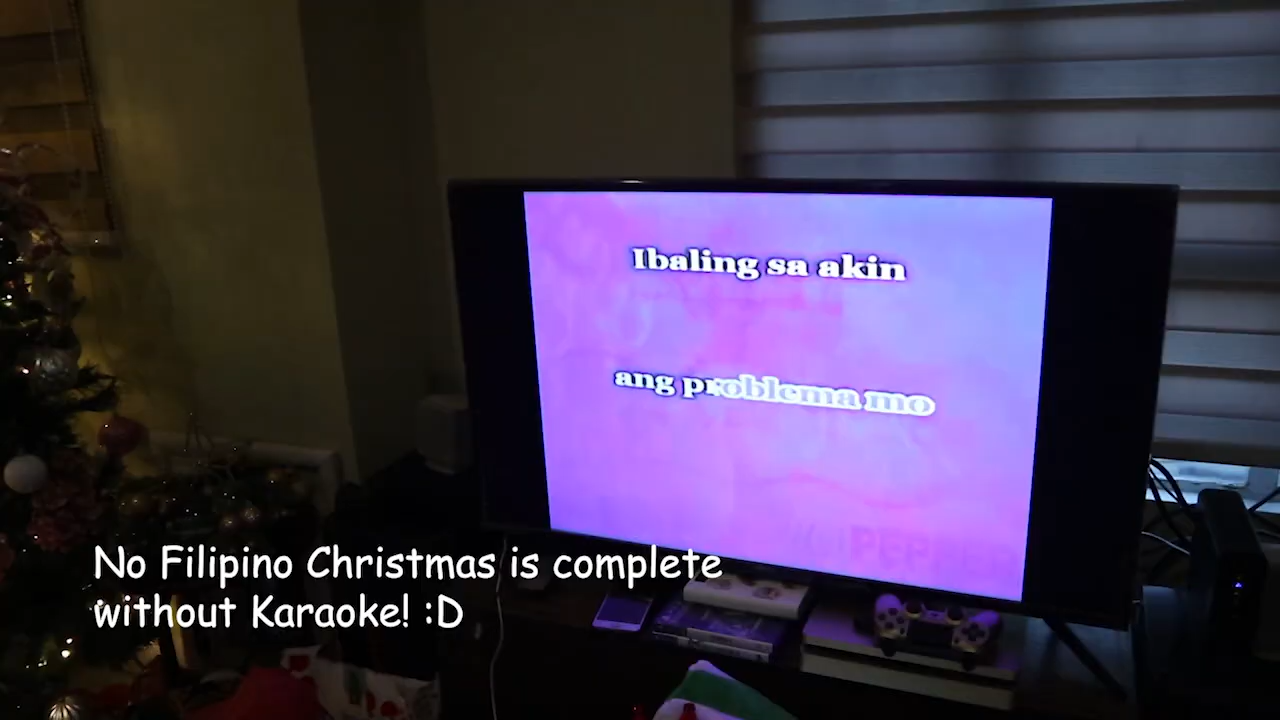 Ibaling sa akin
ang problema mo
No Filipino Christmas is complete
without Karaoke! :D